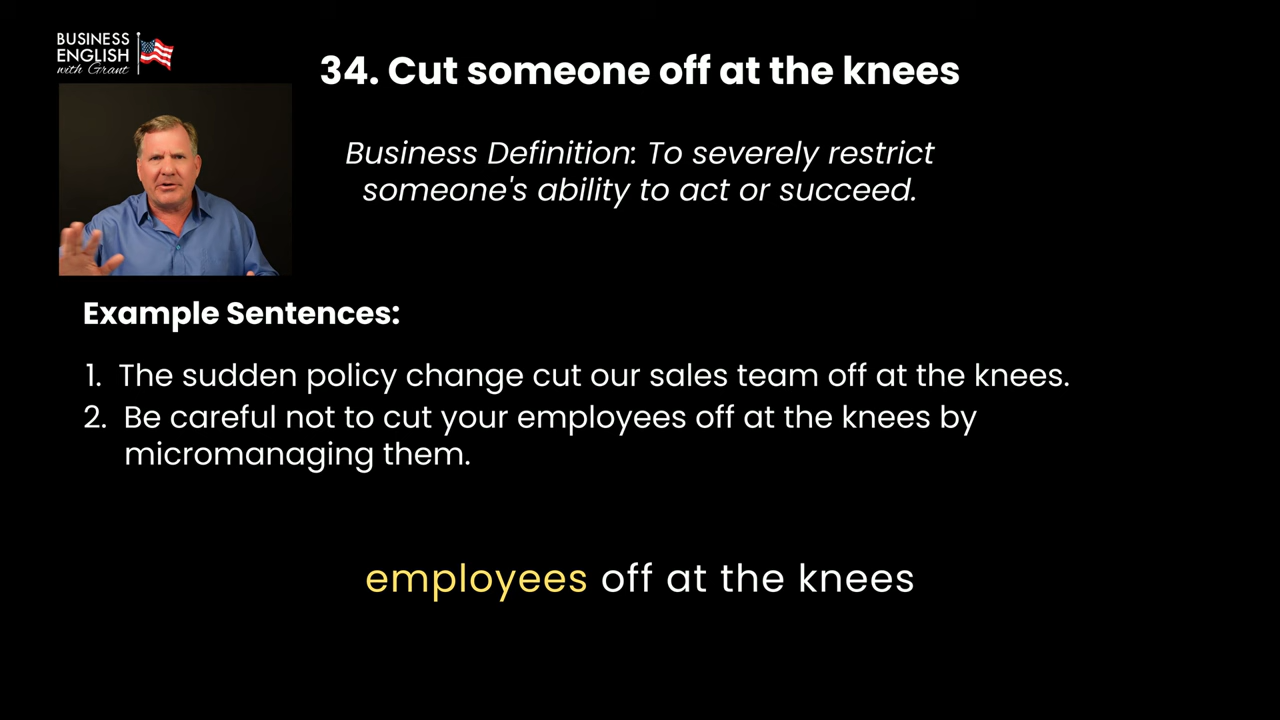 BUSINESS
ENGLISH
with Grant
34. Cut someone off at the knees
Business Definition: To severely restrict
someone's ability to act or succeed.
Example Sentences:
1. The sudden policy change cut our sales team off at the knees.
2. Be careful not to cut your employees off at the knees by
micromanaging them.
employees off at the knees